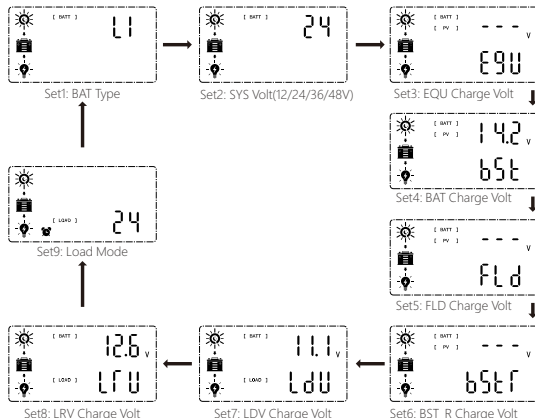 [ BATT ]
LI
Set1: BAT Type
[ BATT ]
24
Set2: SYS Volt(12/24/36/48V)
[ BATT ]
[ PV ]
- - - V
EQU
Set3: EQU Charge Volt
[ BATT ]
[ PV ]
14.2 V
bSt
Set4: BAT Charge Volt
[ BATT ]
[ PV ]
- - - V
FLd
Set5: FLD Charge Volt
[ BATT ]
[ PV ]
- - - V
bStr
Set6: BST_R Charge Volt
[ BATT ]
11.1 V
[ LOAD ]
LdU
Set7: LDV Charge Volt
[ BATT ]
12.6 V
[ LOAD ]
LrU
Set8: LRV Charge Volt
[ LOAD ]
24
Set9: Load Mode